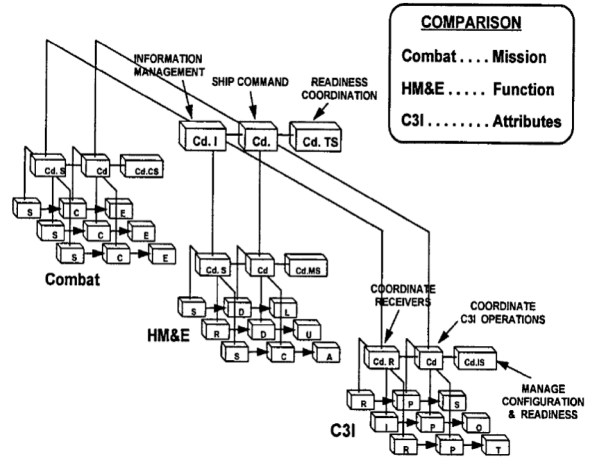 COMPARISON
Combat .... Mission
HM&E ..... Function
C3I ........ Attributes
INFORMATION
MANAGEMENT
SHIP COMMAND
READINESS
COORDINATION
Cd. I
Cd.
Cd. TS
Cd. S
Cd
Cd.CS
S
C
E
S
C
E
S
C
E
Combat
Cd. S
Cd
Cd.MS
S
D
L
R
D
U
S
C
A
HM&E
COORDINATE
RECEIVERS
COORDINATE
C3I OPERATIONS
Cd. R
Cd
Cd.IS
MANAGE
CONFIGURATION
& READINESS
R
P
S
I
P
O
R
P
T
C3I